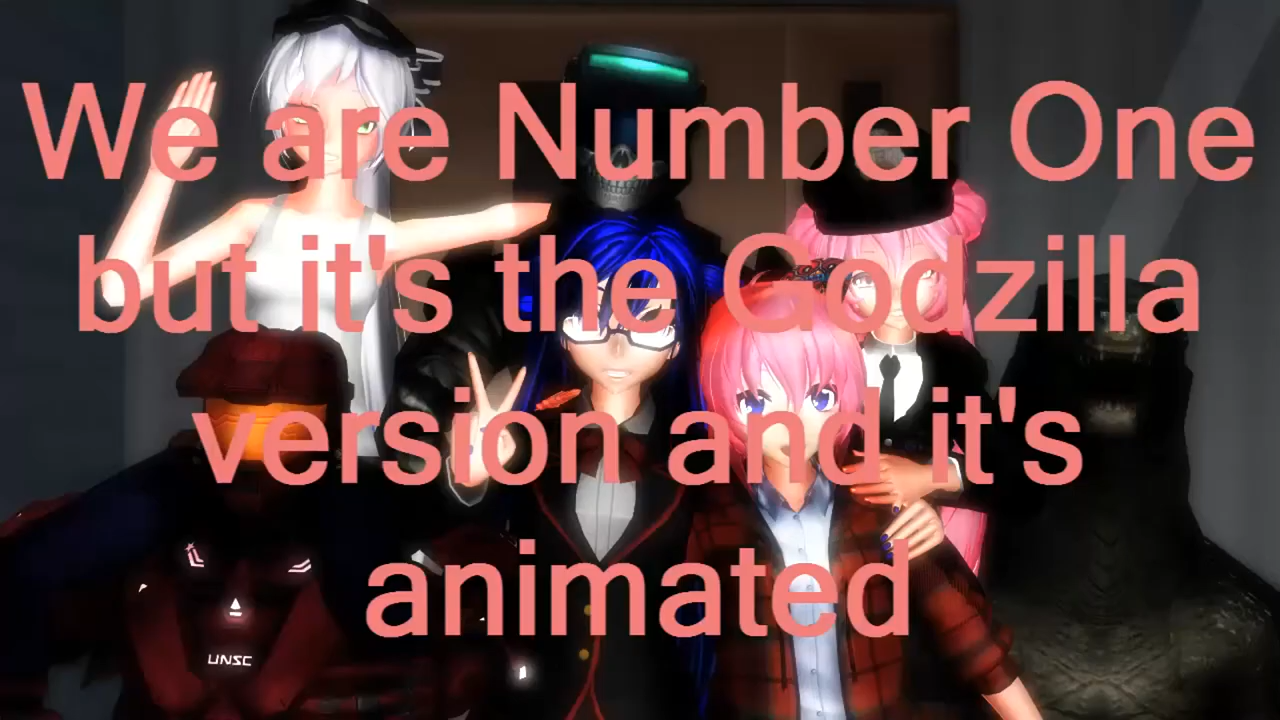 We are Number One
but it's the Godzilla
version and it's
animated
UNSC